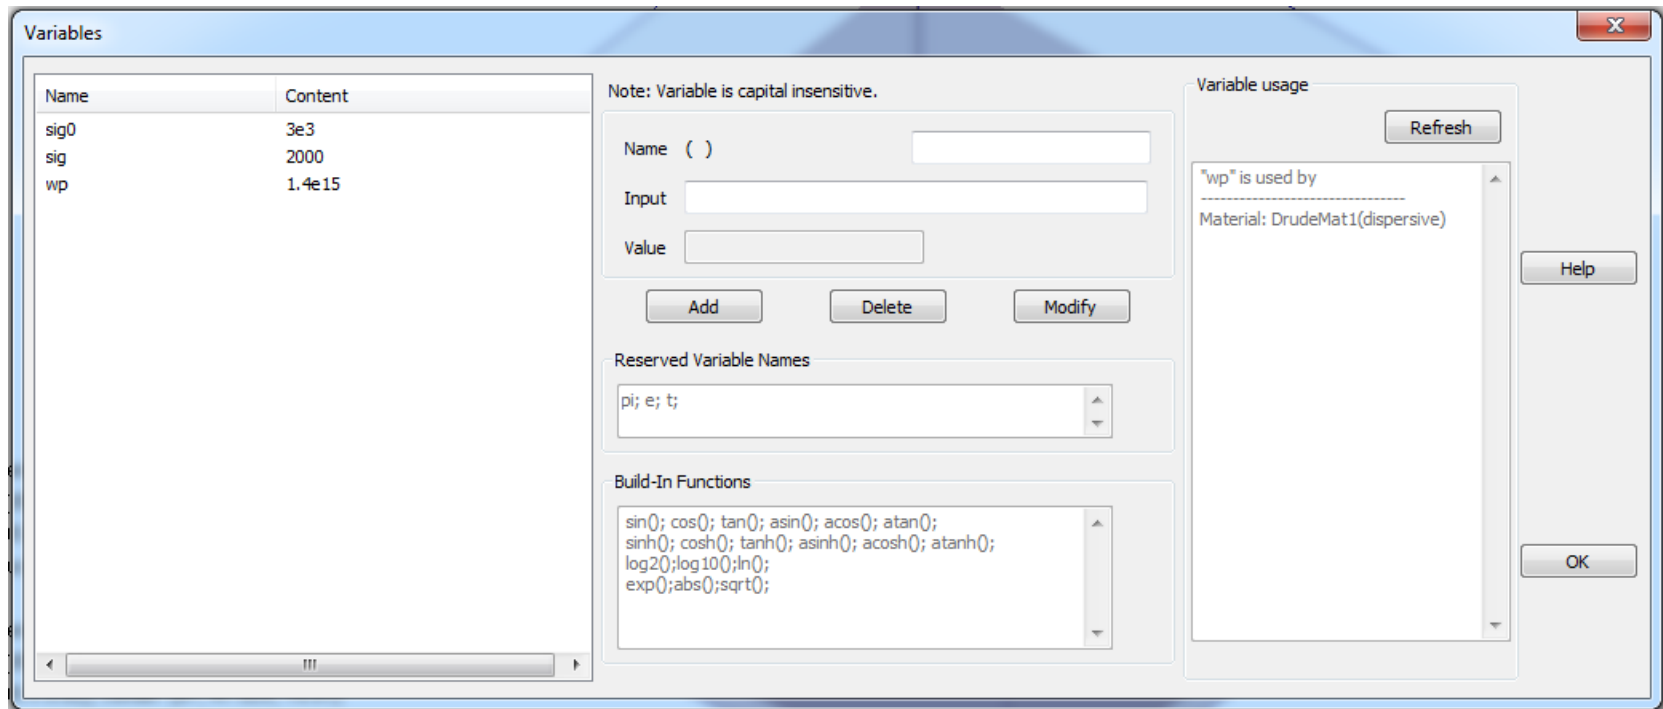 Variables
Name Content
sig0 3e3
sig 2000
wp 1.4e15
Note: Variable is capital insensitive.
Name ( )
Input
Value
Add Delete Modify
Reserved Variable Names
pi; e; t;
Build-In Functions
sin(); cos(); tan(); asin(); acos(); atan();
sinh(); cosh(); tanh(); asinh(); acosh(); atanh();
log2();log10();ln();
exp();abs();sqrt();
Variable usage
Refresh
"wp" is used by
--------------------------------
Material: DrudeMat1(dispersive)
Help
OK